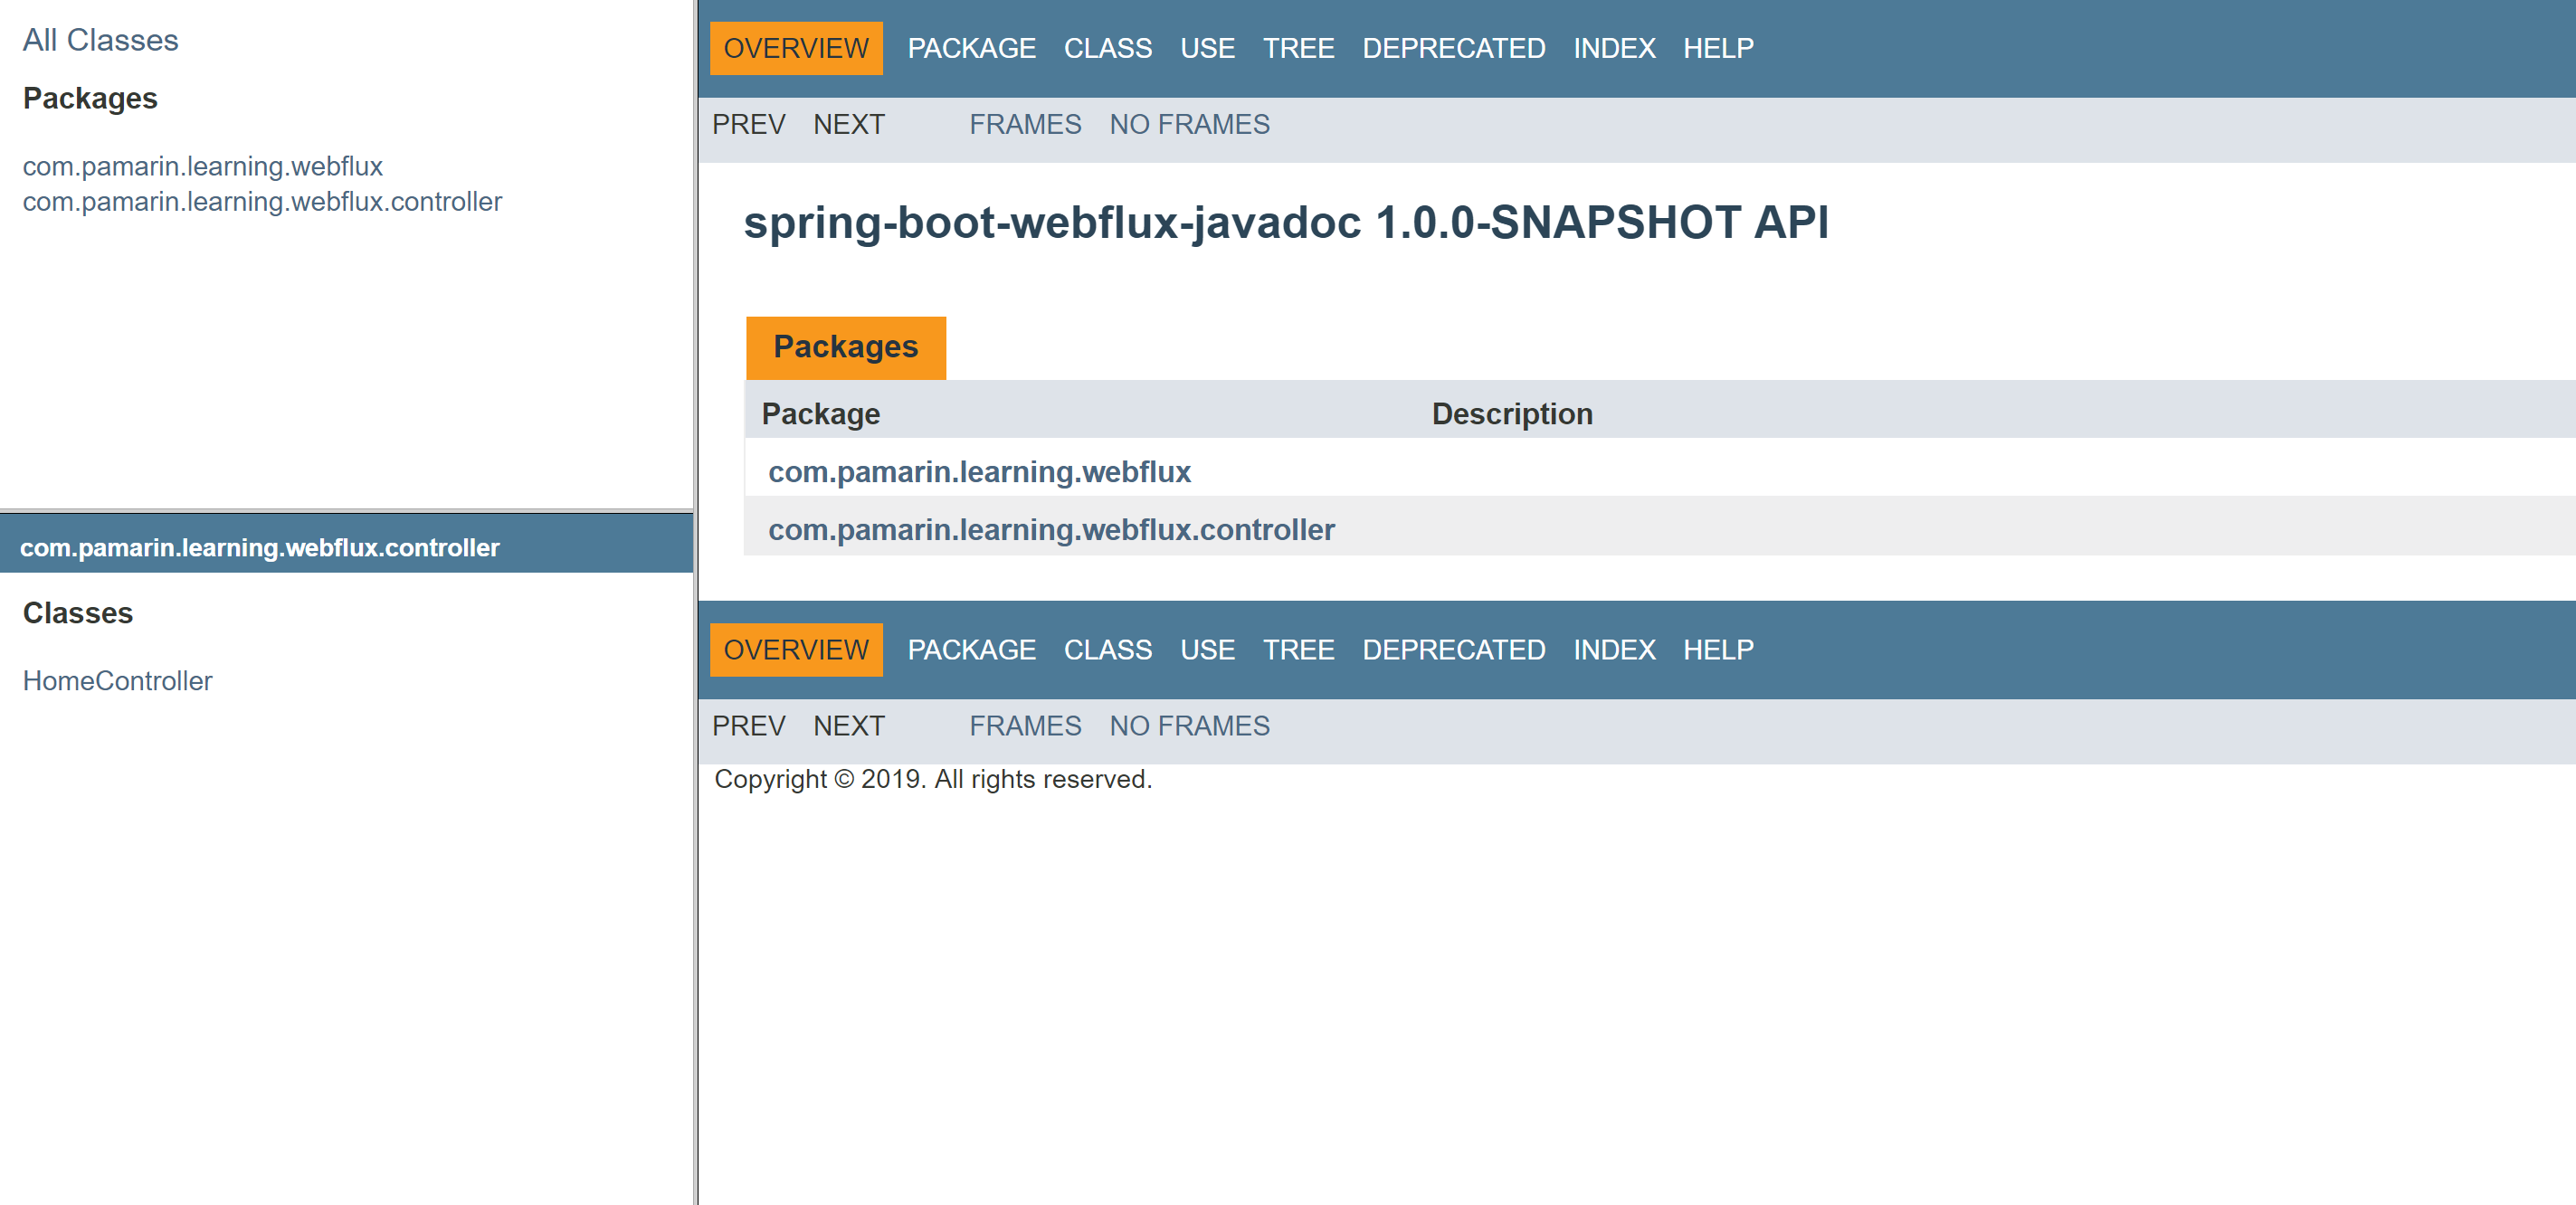 All Classes
Packages
com.pamarin.learning.webflux
com.pamarin.learning.webflux.controller
com.pamarin.learning.webflux.controller
Classes
HomeController
OVERVIEW PACKAGE CLASS USE TREE DEPRECATED INDEX HELP
PREV NEXT FRAMES NO FRAMES
spring-boot-webflux-javadoc 1.0.0-SNAPSHOT API
Packages
Package Description
com.pamarin.learning.webflux
com.pamarin.learning.webflux.controller
OVERVIEW PACKAGE CLASS USE TREE DEPRECATED INDEX HELP
PREV NEXT FRAMES NO FRAMES
Copyright © 2019. All rights reserved.